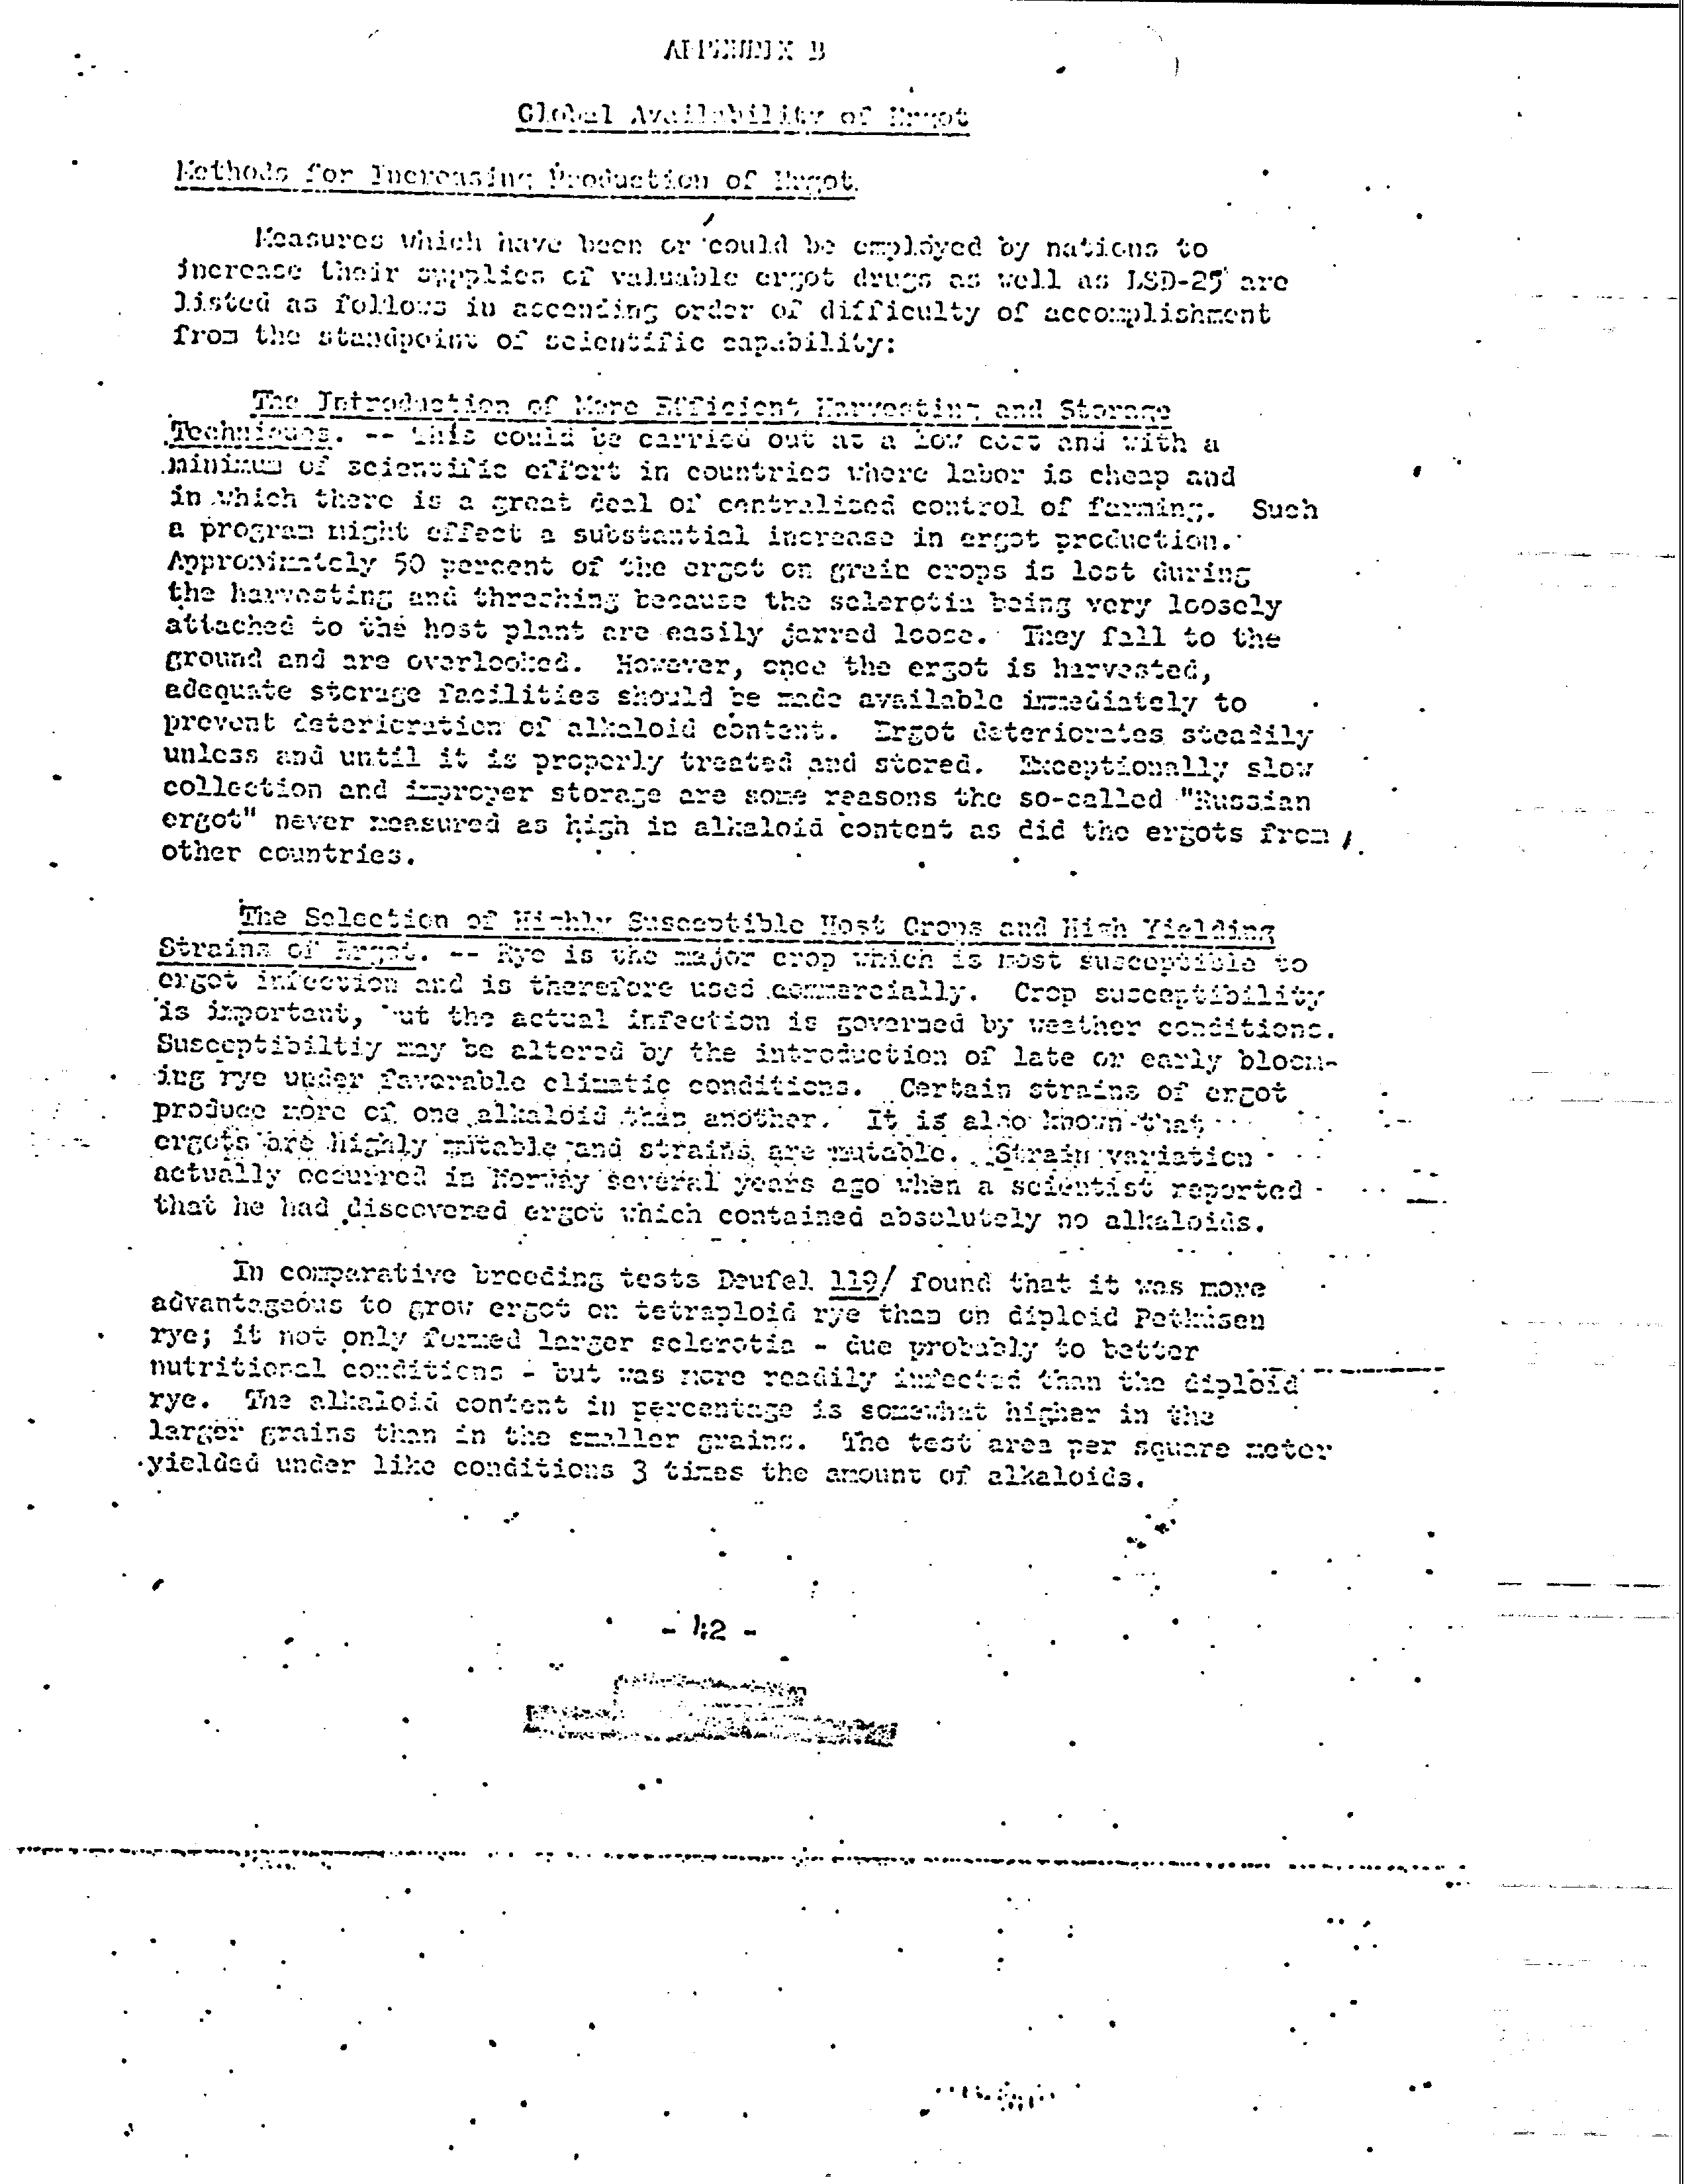 APPENDIX B
Global Availability of Ergot
Methods for Increasing Production of Ergot
Measures which have been or could be employed by nations to
increase their supplies of valuable ergot drugs as well as LSD-25 are
listed as follows in ascending order of difficulty of accomplishment
from the standpoint of scientific capability:
The Introduction of More Efficient Harvesting and Storage
Techniques. -- This could be carried out at a low cost and with a
minimum of scientific effort in countries where labor is cheap and
in which there is a great deal of centralized control of farming. Such
a program might effect a substantial increase in ergot production.
Approximately 50 percent of the ergot on grain crops is lost during
the harvesting and threshing because the sclerotia being very loosely
attached to the host plant are easily jarred loose. They fall to the
ground and are overlooked. However, once the ergot is harvested,
adequate storage facilities should be made available immediately to
prevent deterioration of alkaloid content. Ergot deteriorates steadily
unless and until it is properly treated and stored. Exceptionally slow
collection and improper storage are some reasons the so-called "Russian
ergot" never measured as high in alkaloid content as did the ergots from
other countries.
The Selection of Highly Susceptible Host Crops and High Yielding
Strains of Ergot. -- Rye is the major crop which is most susceptible to
ergot infection and is therefore used commercially. Crop susceptibility
is important, but the actual infection is governed by weather conditions.
Susceptibiltiy may be altered by the introduction of late or early bloom-
ing rye under favorable climatic conditions. Certain strains of ergot
produce more of one alkaloid than another. It is also known that
ergots are highly mutable and strains are mutable. Strain variation
actually occurred in Norway several years ago when a scientist reported
that he had discovered ergot which contained absolutely no alkaloids.
In comparative breeding tests Deufel 119/ found that it was more
advantageous to grow ergot on tetraploid rye than on diploid Petkusen
rye; it not only formed larger sclerotia - due probably to better
nutritional conditions - but was more readily infected than the diploid
rye. The alkaloid content in percentage is somewhat higher in the
larger grains than in the smaller grains. The test area per square meter
yielded under like conditions 3 times the amount of alkaloids.
- 42 -